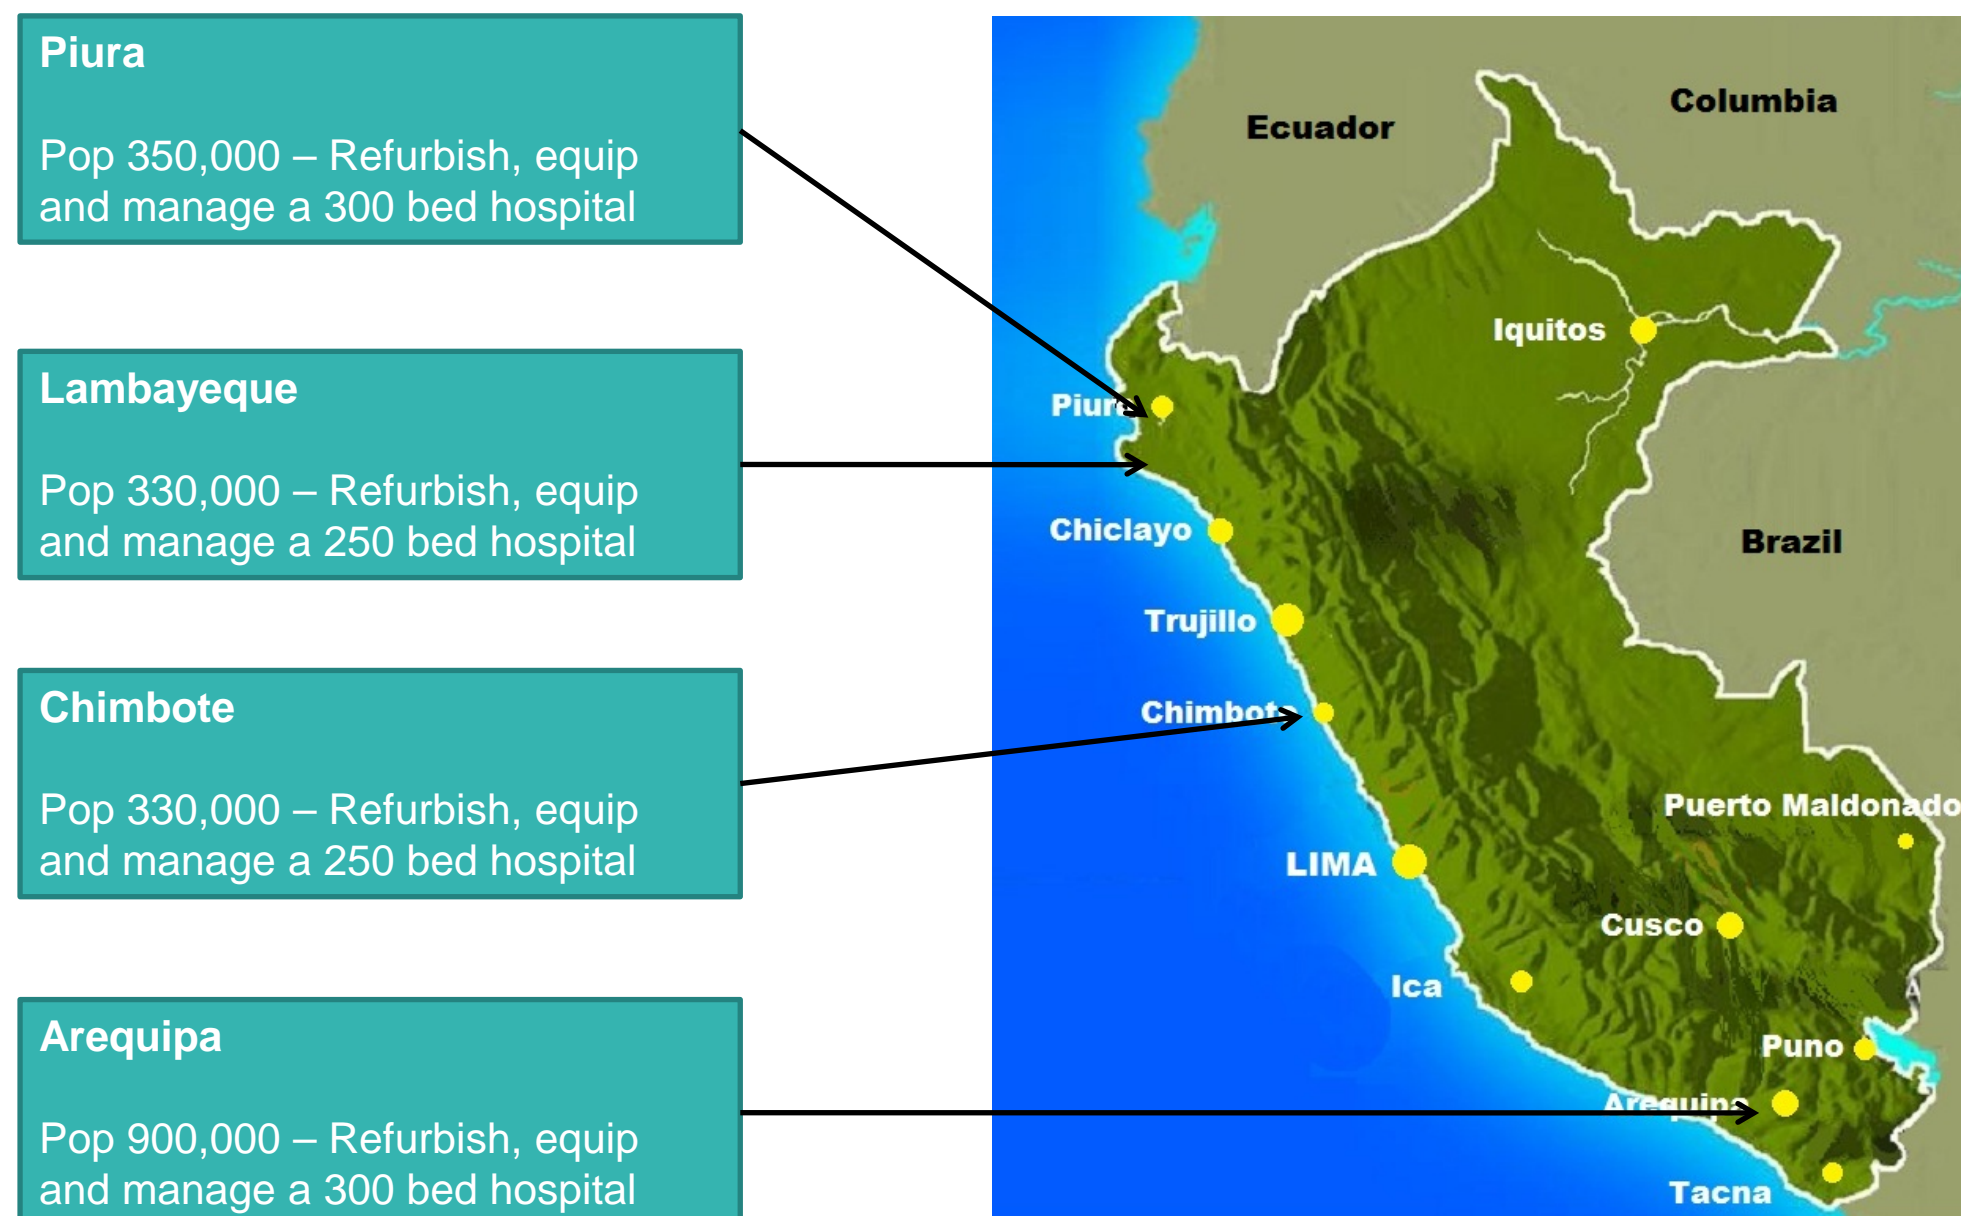 Piura
Pop 350,000 – Refurbish, equip
and manage a 300 bed hospital
Lambayeque
Pop 330,000 – Refurbish, equip
and manage a 250 bed hospital
Chimbote
Pop 330,000 – Refurbish, equip
and manage a 250 bed hospital
Arequipa
Pop 900,000 – Refurbish, equip
and manage a 300 bed hospital
Columbia
Ecuador
Iquitos
Piura
Chiclayo
Brazil
Trujillo
Chimbote
Puerto Maldonado
LIMA
Cusco
Ica
A
Puno
Arequipa
Tacna